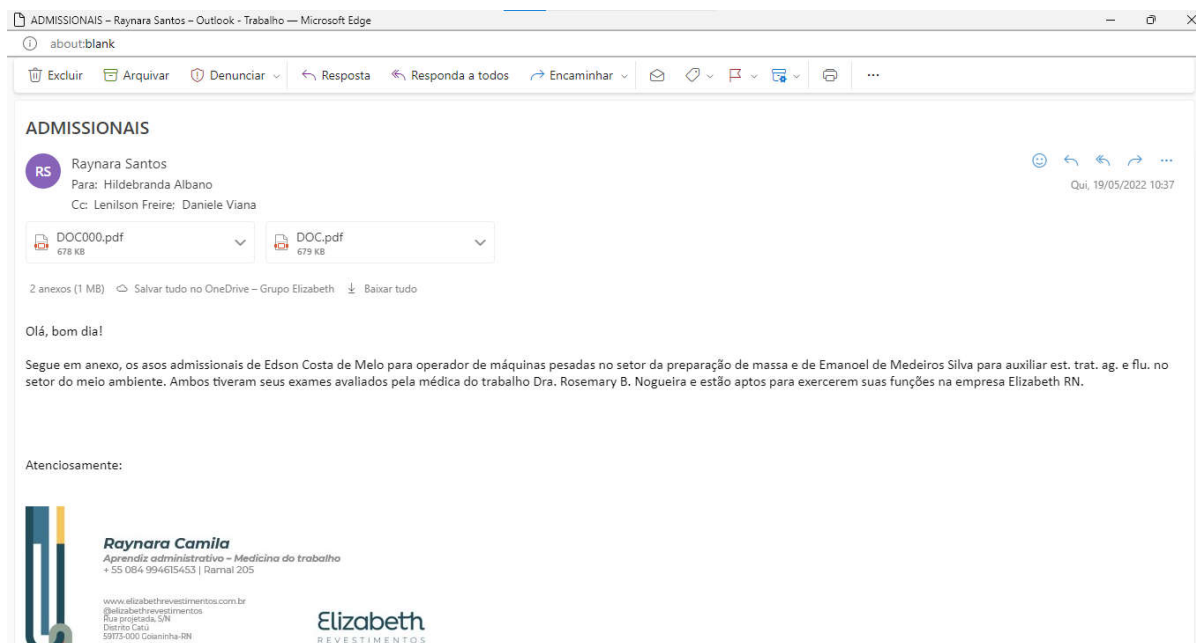 ADMISSIONAIS – Raynara Santos – Outlook - Trabalho — Microsoft Edge
about:blank
Excluir Arquivar Denunciar Resposta Responda a todos Encaminhar ...
ADMISSIONAIS
RS
Raynara Santos
Para: Hildebranda Albano
Cc: Lenilson Freire; Daniele Viana
Qui, 19/05/2022 10:37
DOC000.pdf
678 KB
DOC.pdf
679 KB
2 anexos (1 MB) Salvar tudo no OneDrive – Grupo Elizabeth Baixar tudo
Olá, bom dia!
Segue em anexo, os asos admissionais de Edson Costa de Melo para operador de máquinas pesadas no setor da preparação de massa e de Emanoel de Medeiros Silva para auxiliar est. trat. ag. e flu. no
setor do meio ambiente. Ambos tiveram seus exames avaliados pela médica do trabalho Dra. Rosemary B. Nogueira e estão aptos para exercerem suas funções na empresa Elizabeth RN.
Atenciosamente:
Raynara Camila
Aprendiz administrativo – Medicina do trabalho
+ 55 084 994615453 | Ramal 205
www.elizabethrevestimentos.com.br
@elizabethrevestimentos
Rua projetada, S/N
Distrito Catú
59173-000 Goianinha-RN
Elizabeth
REVESTIMENTOS